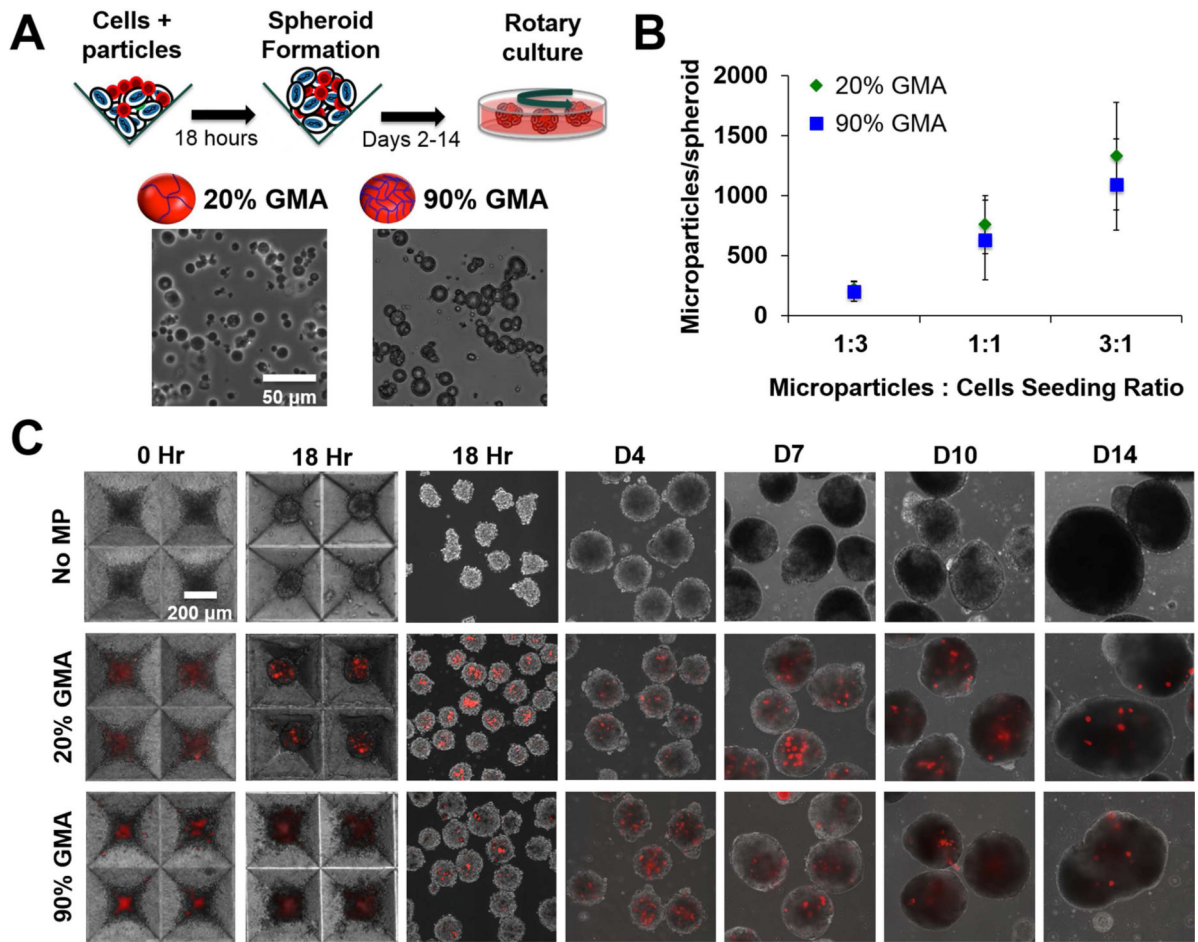 A
Cells +
particles
Spheroid
Formation
Rotary
culture
18 hours
Days 2-14
20% GMA
90% GMA
50 µm
B
Microparticles/spheroid
2000
1500
1000
500
0
20% GMA
90% GMA
1:3
1:1
3:1
Microparticles : Cells Seeding Ratio
C
0 Hr
18 Hr
18 Hr
D4
D7
D10
D14
No MP
200 µm
20% GMA
90% GMA